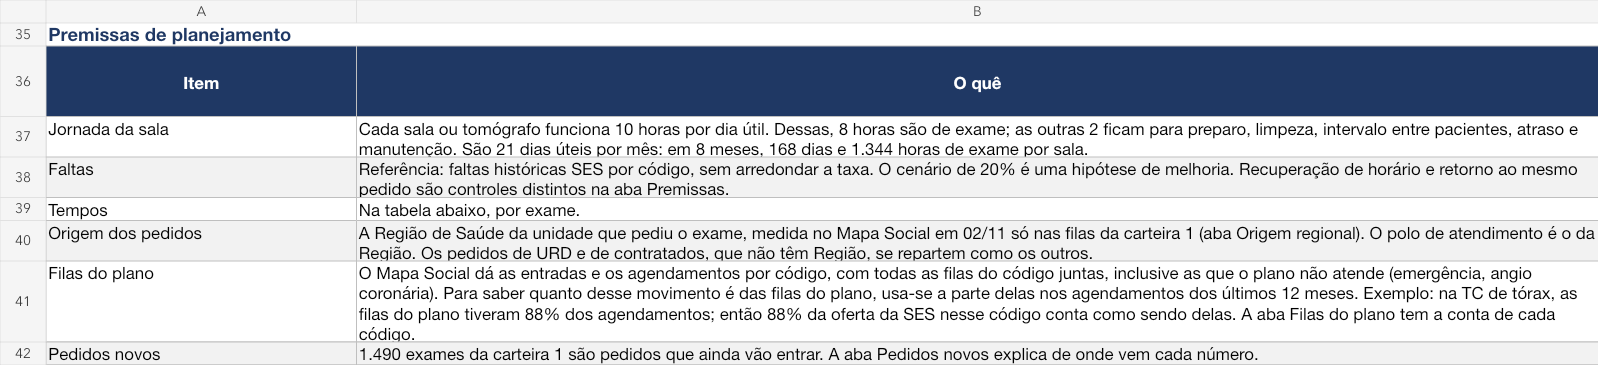 A B
35 Premissas de planejamento
36 Item O quê
37 Jornada da sala Cada sala ou tomógrafo funciona 10 horas por dia útil. Dessas, 8 horas são de exame; as outras 2 ficam para preparo, limpeza, intervalo entre pacientes, atraso e
manutenção. São 21 dias úteis por mês: em 8 meses, 168 dias e 1.344 horas de exame por sala.
38 Faltas Referência: faltas históricas SES por código, sem arredondar a taxa. O cenário de 20% é uma hipótese de melhoria. Recuperação de horário e retorno ao mesmo
pedido são controles distintos na aba Premissas.
39 Tempos Na tabela abaixo, por exame.
40 Origem dos pedidos A Região de Saúde da unidade que pediu o exame, medida no Mapa Social em 02/11 só nas filas da carteira 1 (aba Origem regional). O polo de atendimento é o da
Região. Os pedidos de URD e de contratados, que não têm Região, se repartem como os outros.
41 Filas do plano O Mapa Social dá as entradas e os agendamentos por código, com todas as filas do código juntas, inclusive as que o plano não atende (emergência, angio
coronária). Para saber quanto desse movimento é das filas do plano, usa-se a parte delas nos agendamentos dos últimos 12 meses. Exemplo: na TC de tórax, as
filas do plano tiveram 88% dos agendamentos; então 88% da oferta da SES nesse código conta como sendo delas. A aba Filas do plano tem a conta de cada
código.
42 Pedidos novos 1.490 exames da carteira 1 são pedidos que ainda vão entrar. A aba Pedidos novos explica de onde vem cada número.